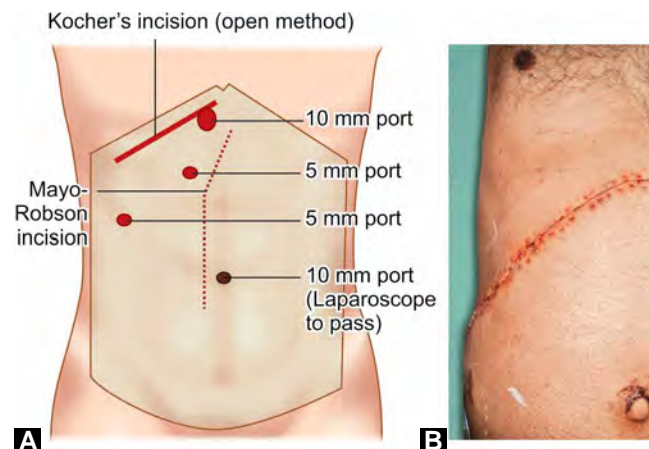 Kocher's incision (open method)
10 mm port
5 mm port
Mayo-
Robson
incision
5 mm port
10 mm port
(Laparoscope
to pass)
A
B